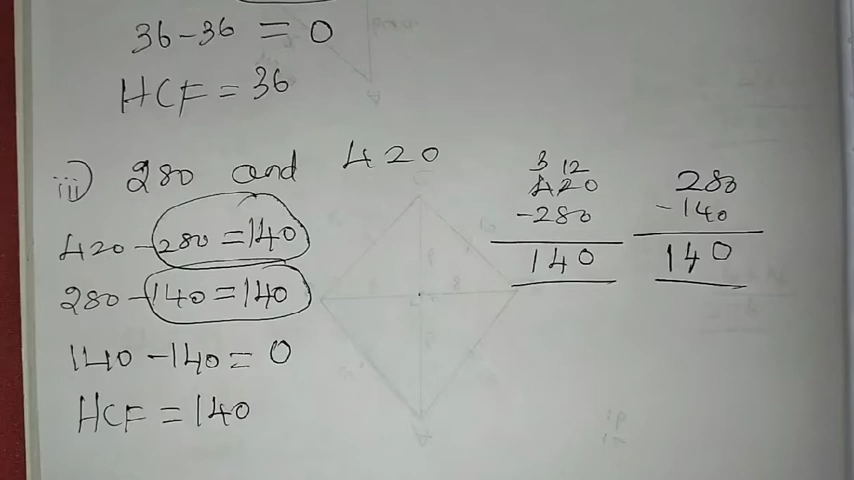 36-36 = 0
HCF = 36
iii) 280 and 420
420-280=140
280-140=140
140-140=0
HCF = 140
3 12
420
-280
140
280
-140
140